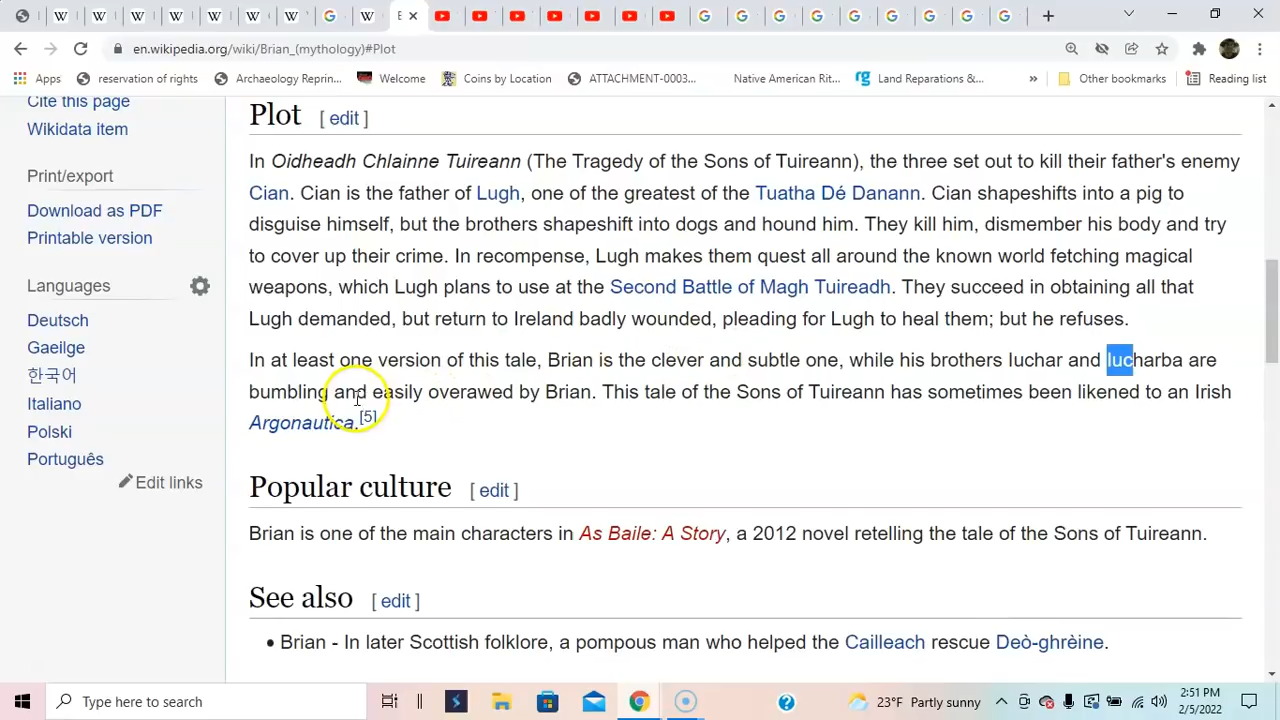 E
en.wikipedia.org/wiki/Brian_(mythology)#Plot
Apps reservation of rights Archaeology Reprin... Welcome Coins by Location ATTACHMENT-0003... Native American Rit... Land Reparations &... » Other bookmarks Reading list
Cite this page
Wikidata item
Print/export
Download as PDF
Printable version
Languages
Deutsch
Gaeilge
한국어
Italiano
Polski
Português
Edit links
Plot [ edit ]
In Oidheadh Chlainne Tuireann (The Tragedy of the Sons of Tuireann), the three set out to kill their father's enemy
Cian. Cian is the father of Lugh, one of the greatest of the Tuatha Dé Danann. Cian shapeshifts into a pig to
disguise himself, but the brothers shapeshift into dogs and hound him. They kill him, dismember his body and try
to cover up their crime. In recompense, Lugh makes them quest all around the known world fetching magical
weapons, which Lugh plans to use at the Second Battle of Magh Tuireadh. They succeed in obtaining all that
Lugh demanded, but return to Ireland badly wounded, pleading for Lugh to heal them; but he refuses.
In at least one version of this tale, Brian is the clever and subtle one, while his brothers Iuchar and Iucharba are
bumbling and easily overawed by Brian. This tale of the Sons of Tuireann has sometimes been likened to an Irish
Argonautica.[5]
Popular culture [ edit ]
Brian is one of the main characters in As Baile: A Story, a 2012 novel retelling the tale of the Sons of Tuireann.
See also [ edit ]
• Brian - In later Scottish folklore, a pompous man who helped the Cailleach rescue Deò-ghrèine.
Type here to search
23°F Partly sunny
2:51 PM
2/5/2022